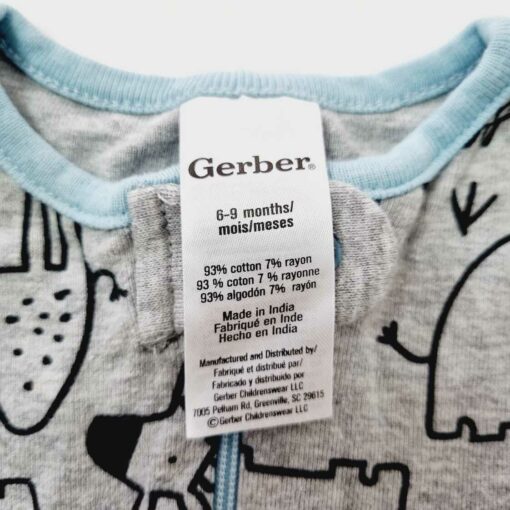 Gerber®
6-9 months/
mois/meses
93% cotton 7% rayon
93 % coton 7 % rayonne
93% algodón 7% rayón
Made in India
Fabriqué en Inde
Hecho en India
Manufactured and Distributed by/
Fabriqué et distribué par/
Fabricado y distribuido por
Gerber Childrenswear LLC
7005 Pelham Rd, Greenville, SC 29615
©Gerber Childrenswear LLC